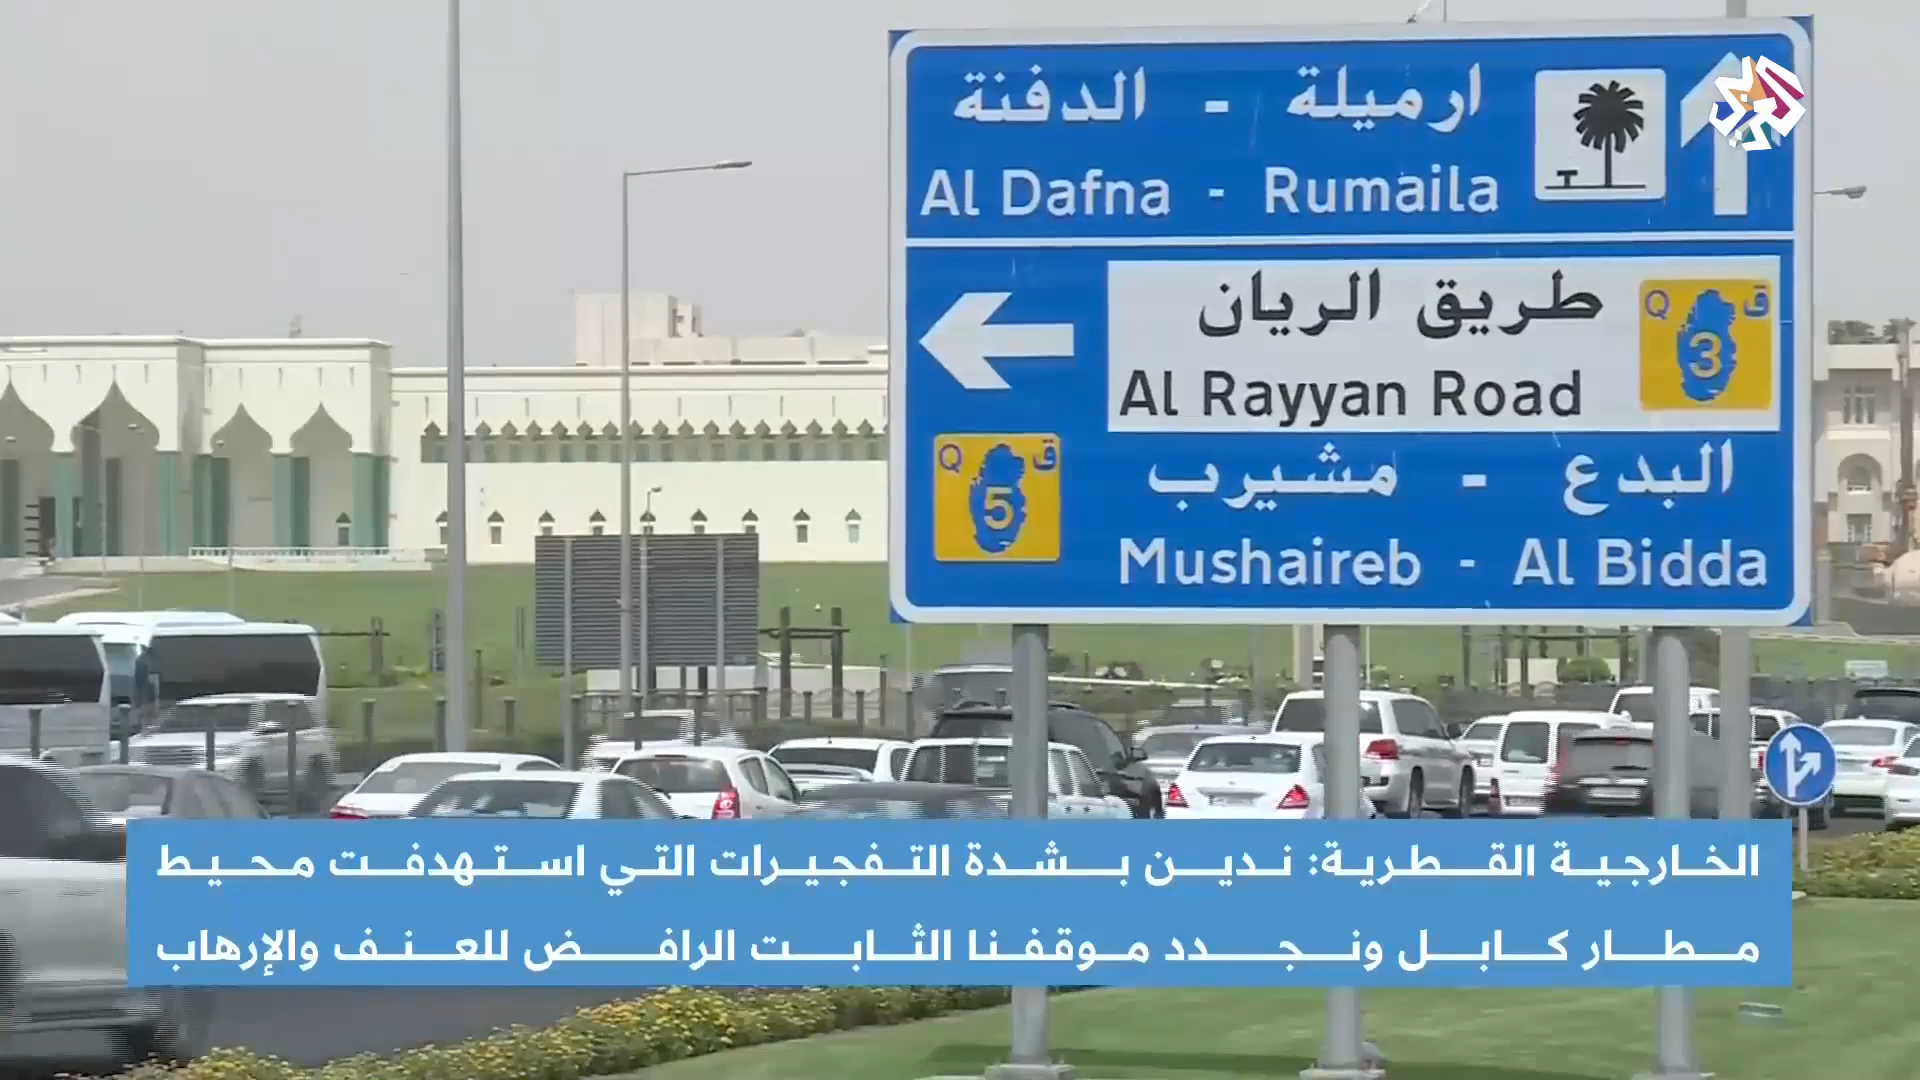 ارميلة - الدفنة
Al Dafna - Rumaila
طريق الريان
Al Rayyan Road
Q ق
3
Q ق
5
البدع - مشيرب
Mushaireb - Al Bidda
الخارجية القطرية: ندين بشدة التفجيرات التي استهدفت محيط
مطار كابل ونجدد موقفنا الثابت الرافض للعنف والإرهاب